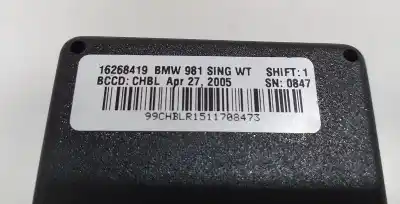 16268419 BMW 981 SING WT SHIFT: 1
BCCD: CHBL Apr 27, 2005 SN: 0847
99CHBLR1511708473